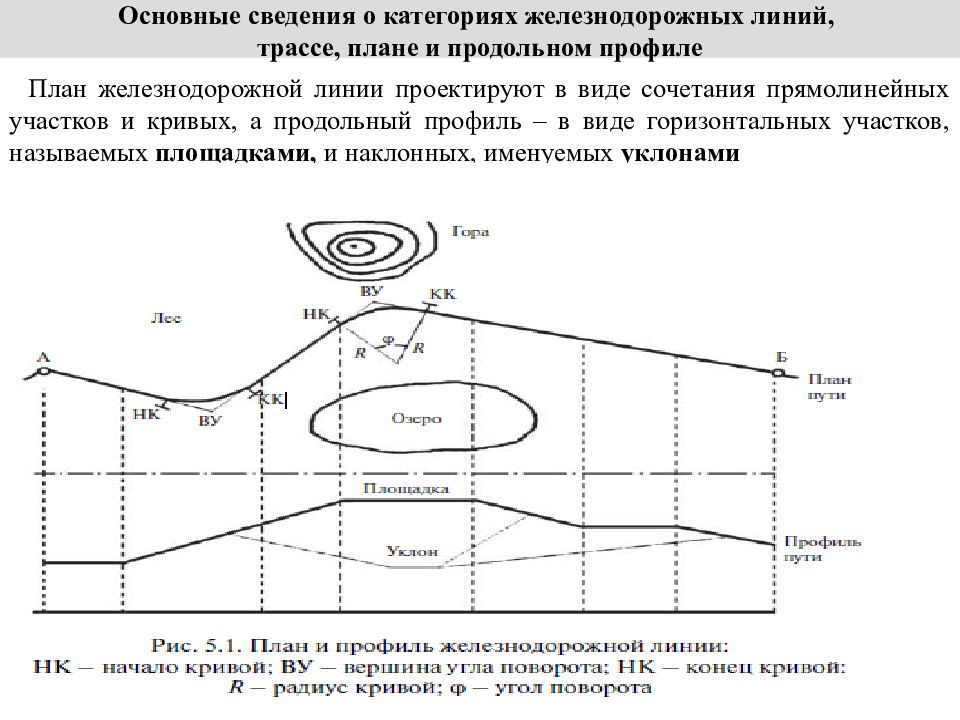 Основные сведения о категориях железнодорожных линий,
трассе, плане и продольном профиле
План железнодорожной линии проектируют в виде сочетания прямолинейных
участков и кривых, а продольный профиль – в виде горизонтальных участков,
называемых площадками, и наклонных, именуемых уклонами
Гора
ВУ
КК
НК
Лес
φ
R
R
А
Б
План
пути
НК
КК
ВУ
Озеро
Площадка
Уклон
Профиль
пути
Рис. 5.1. План и профиль железнодорожной линии:
НК — начало кривой; ВУ — вершина угла поворота; НК — конец кривой:
R — радиус кривой; φ — угол поворота